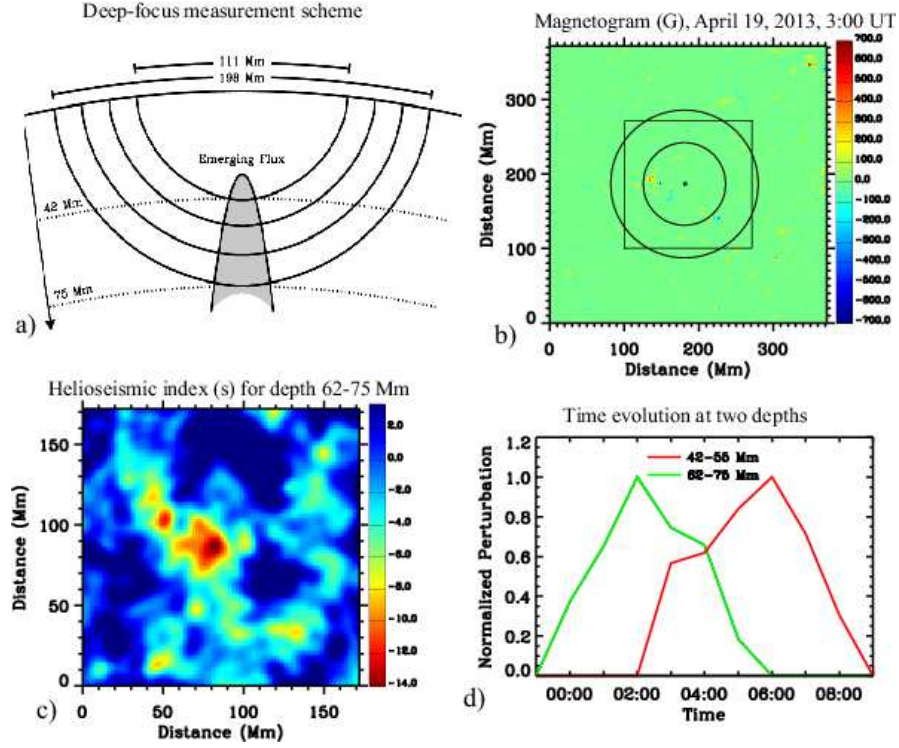 Deep-focus measurement scheme
111 Mm
198 Mm
Emerging Flux
42 Mm
75 Mm
a)
Magnetogram (G), April 19, 2013, 3:00 UT
Distance (Mm)
300
200
100
0
0 100 200 300
Distance (Mm)
700.0
600.0
500.0
400.0
300.0
200.0
100.0
0.0
-100.0
-200.0
-300.0
-400.0
-500.0
-600.0
-700.0
b)
Helioseismic index (s) for depth 62-75 Mm
Distance (Mm)
150
100
50
0
0 50 100 150
Distance (Mm)
2.0
0.0
-2.0
-4.0
-6.0
-8.0
-10.0
-12.0
-14.0
c)
Time evolution at two depths
Normalized Perturbation
1.2
1.0
0.8
0.6
0.4
0.2
0.0
42-55 Mm
62-75 Mm
00:00 02:00 04:00 06:00 08:00
Time
d)